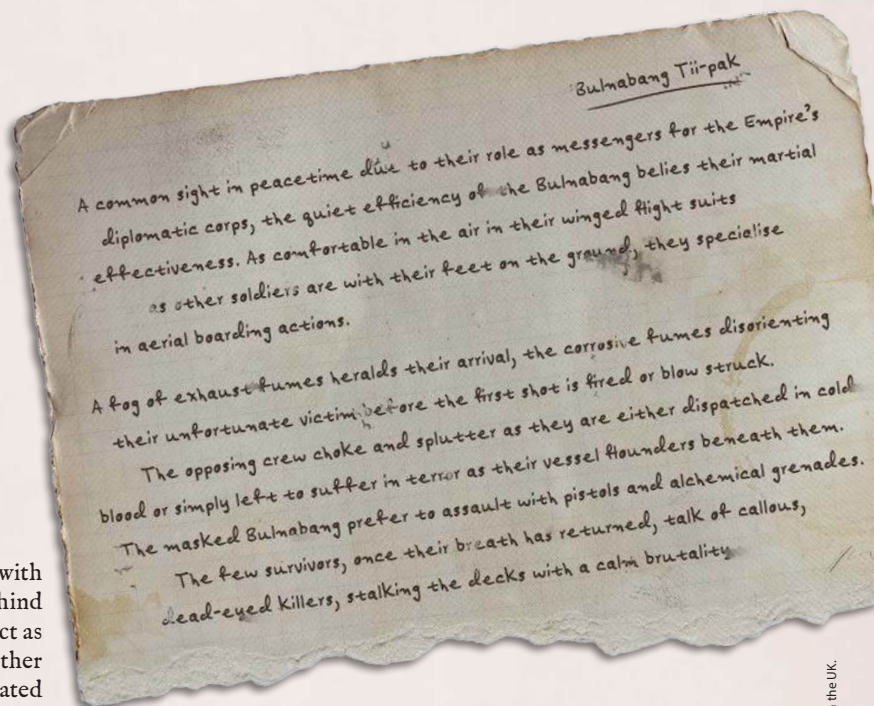 Bulnabang Tii-pak
A common sight in peacetime due to their role as messengers for the Empire's
diplomatic corps, the quiet efficiency of the Bulnabang belies their martial
effectiveness. As comfortable in the air in their winged flight suits
as other soldiers are with their feet on the ground, they specialise
in aerial boarding actions.
A fog of exhaust fumes heralds their arrival, the corrosive fumes disorienting
their unfortunate victim before the first shot is fired or blow struck.
The opposing crew choke and splutter as they are either dispatched in cold
blood or simply left to suffer in terror as their vessel flounders beneath them.
The masked Bulnabang prefer to assault with pistols and alchemical grenades.
The few survivors, once their breath has returned, talk of callous,
dead-eyed killers, stalking the decks with a calm brutality
with
hind
ct as
ther
ated
the UK.